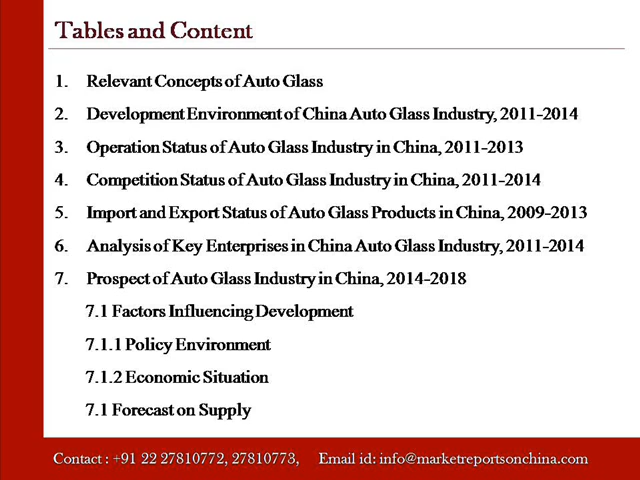 Tables and Content
1. Relevant Concepts of Auto Glass
2. Development Environment of China Auto Glass Industry, 2011-2014
3. Operation Status of Auto Glass Industry in China, 2011-2013
4. Competition Status of Auto Glass Industry in China, 2011-2014
5. Import and Export Status of Auto Glass Products in China, 2009-2013
6. Analysis of Key Enterprises in China Auto Glass Industry, 2011-2014
7. Prospect of Auto Glass Industry in China, 2014-2018
7.1 Factors Influencing Development
7.1.1 Policy Environment
7.1.2 Economic Situation
7.1 Forecast on Supply
Contact : +91 22 27810772, 27810773, Email id: info@marketreportsonchina.com